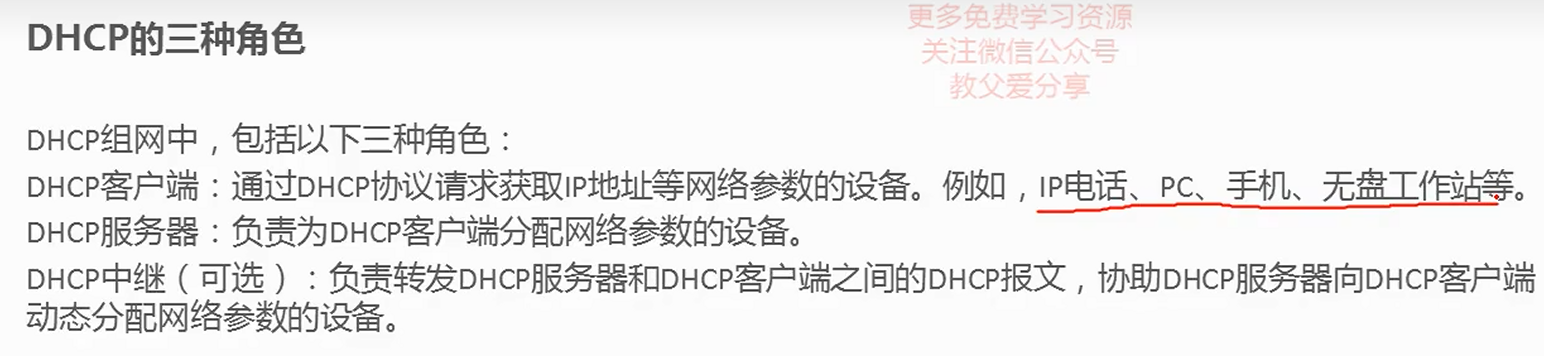 DHCP的三种角色
更多免费学习资源
关注微信公众号
教父爱分享
DHCP组网中，包括以下三种角色：
DHCP客户端：通过DHCP协议请求获取IP地址等网络参数的设备。例如，IP电话、PC、手机、无盘工作站等。
DHCP服务器：负责为DHCP客户端分配网络参数的设备。
DHCP中继（可选）：负责转发DHCP服务器和DHCP客户端之间的DHCP报文，协助DHCP服务器向DHCP客户端
动态分配网络参数的设备。